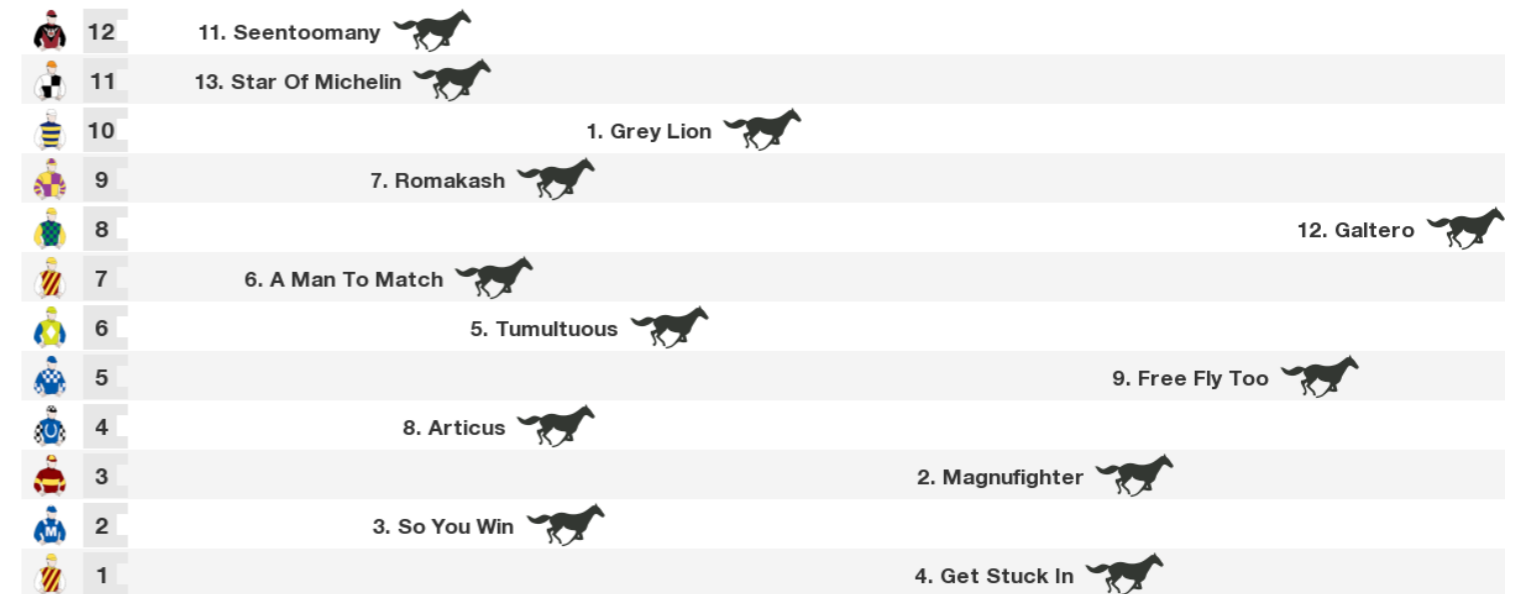 12 11. Seentoomany
11 13. Star Of Michelin
10 1. Grey Lion
9 7. Romakash
8 12. Galtero
7 6. A Man To Match
6 5. Tumultuous
5 9. Free Fly Too
4 8. Articus
3 2. Magnufighter
2 3. So You Win
1 4. Get Stuck In